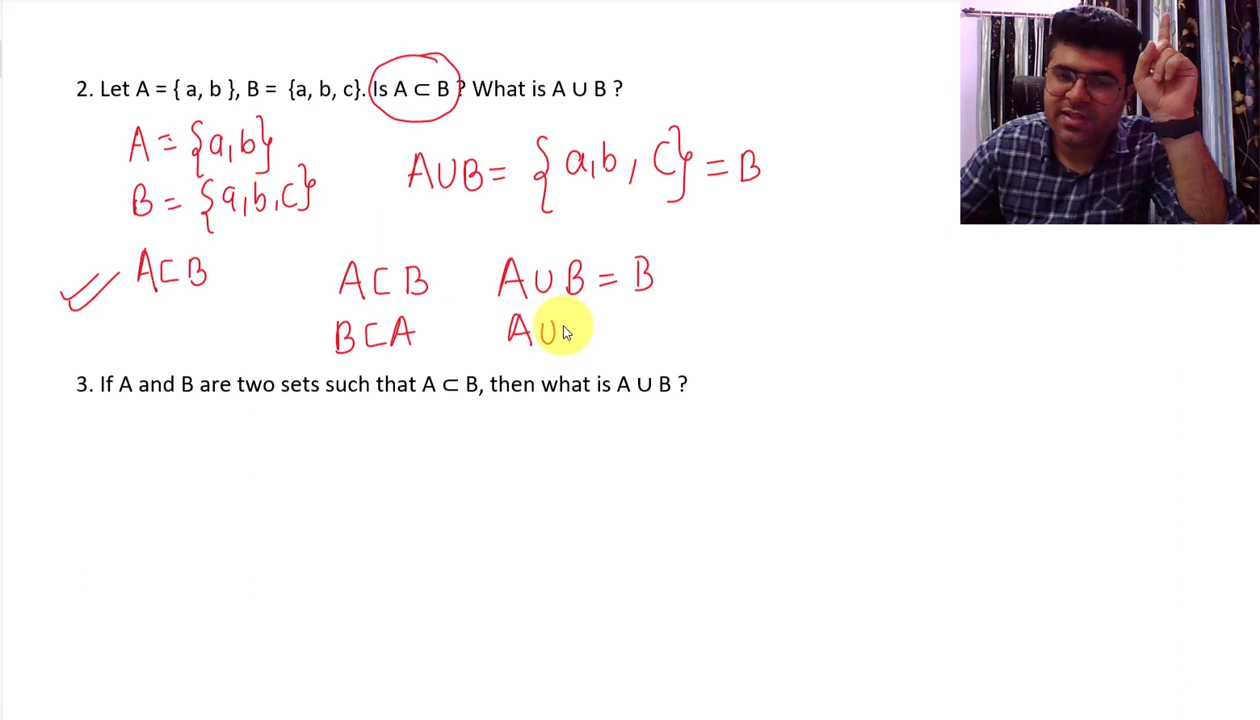 2. Let A = { a, b }, B = {a, b, c}. Is A ⊂ B ? What is A ∪ B ?
A = {a,b}
B = {a,b,c}
A∪B = {a,b, c} = B
A⊂B
A⊂B A∪B = B
B⊂A A∪
3. If A and B are two sets such that A ⊂ B, then what is A ∪ B ?